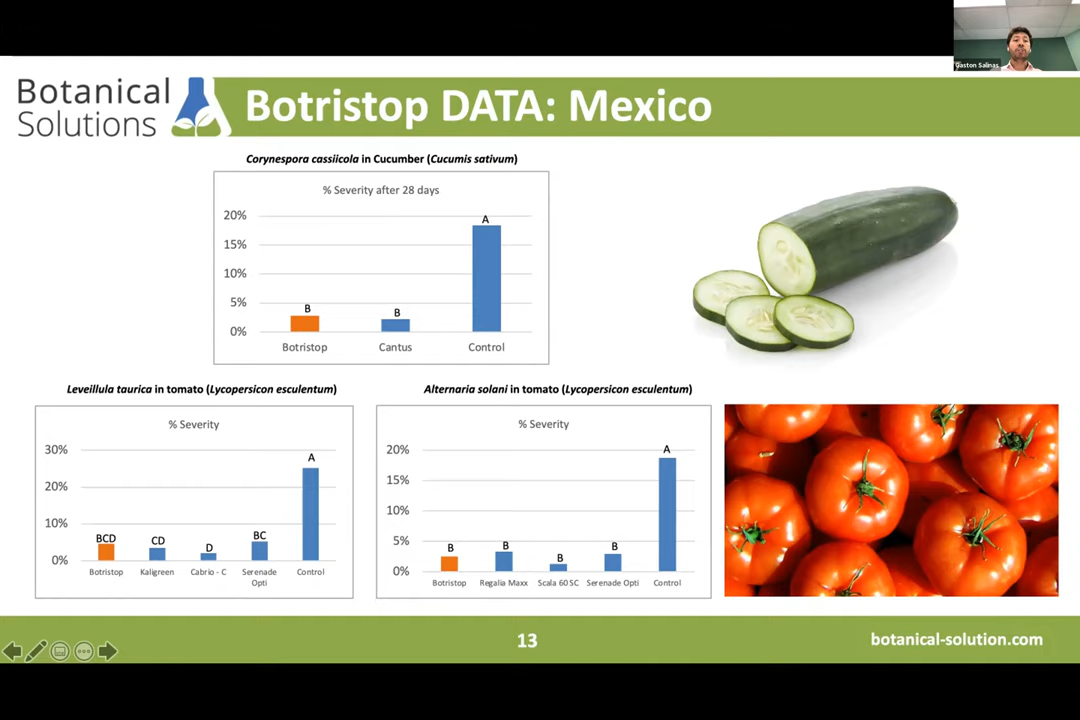 Gaston Salinas
Botanical
Solutions
Botristop DATA: Mexico
Corynespora cassiicola in Cucumber (Cucumis sativum)
% Severity after 28 days
20%
15%
10%
5%
0%
B
B
A
Botristop
Cantus
Control
Leveillula taurica in tomato (Lycopersicon esculentum)
% Severity
30%
20%
10%
0%
BCD
CD
D
BC
A
Botristop
Kaligreen
Cabrio - C
Serenade
Opti
Control
Alternaria solani in tomato (Lycopersicon esculentum)
% Severity
20%
15%
10%
5%
0%
B
B
B
B
A
Botristop
Regalia Maxx
Scala 60 SC
Serenade Opti
Control
13
botanical-solution.com